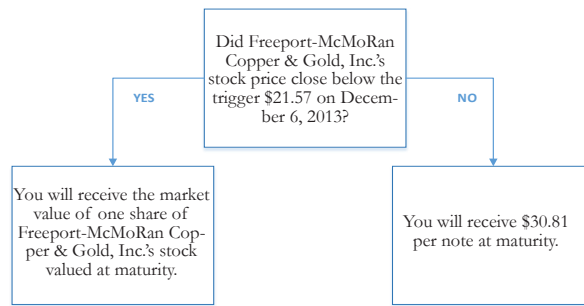 Did Freeport-McMoRan
Copper & Gold, Inc.'s
stock price close below the
trigger $21.57 on Decem-
ber 6, 2013?
YES
NO
You will receive the market
value of one share of
Freeport-McMoRan Cop-
per & Gold, Inc.'s stock
valued at maturity.
You will receive $30.81
per note at maturity.